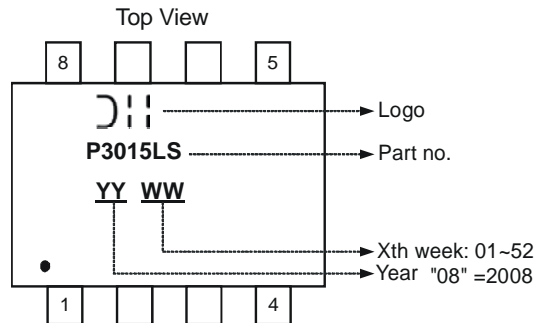 Top View
8 5
Logo
P3015LS Part no.
YY WW
Xth week: 01~52
Year "08" =2008
1 4